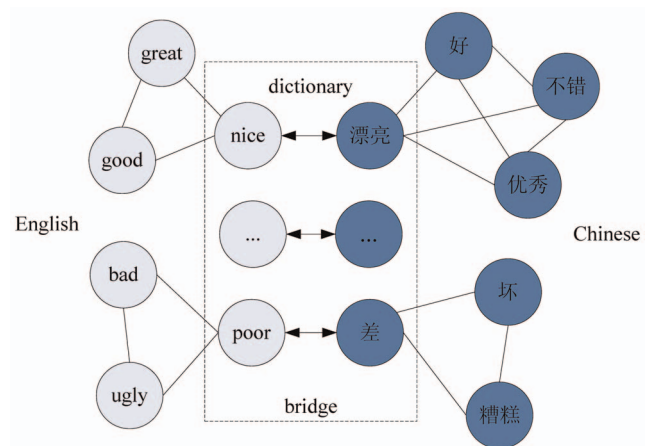 great
好
dictionary
不错
nice
漂亮
good
优秀
English
...
...
Chinese
bad
坏
poor
差
ugly
bridge
糟糕